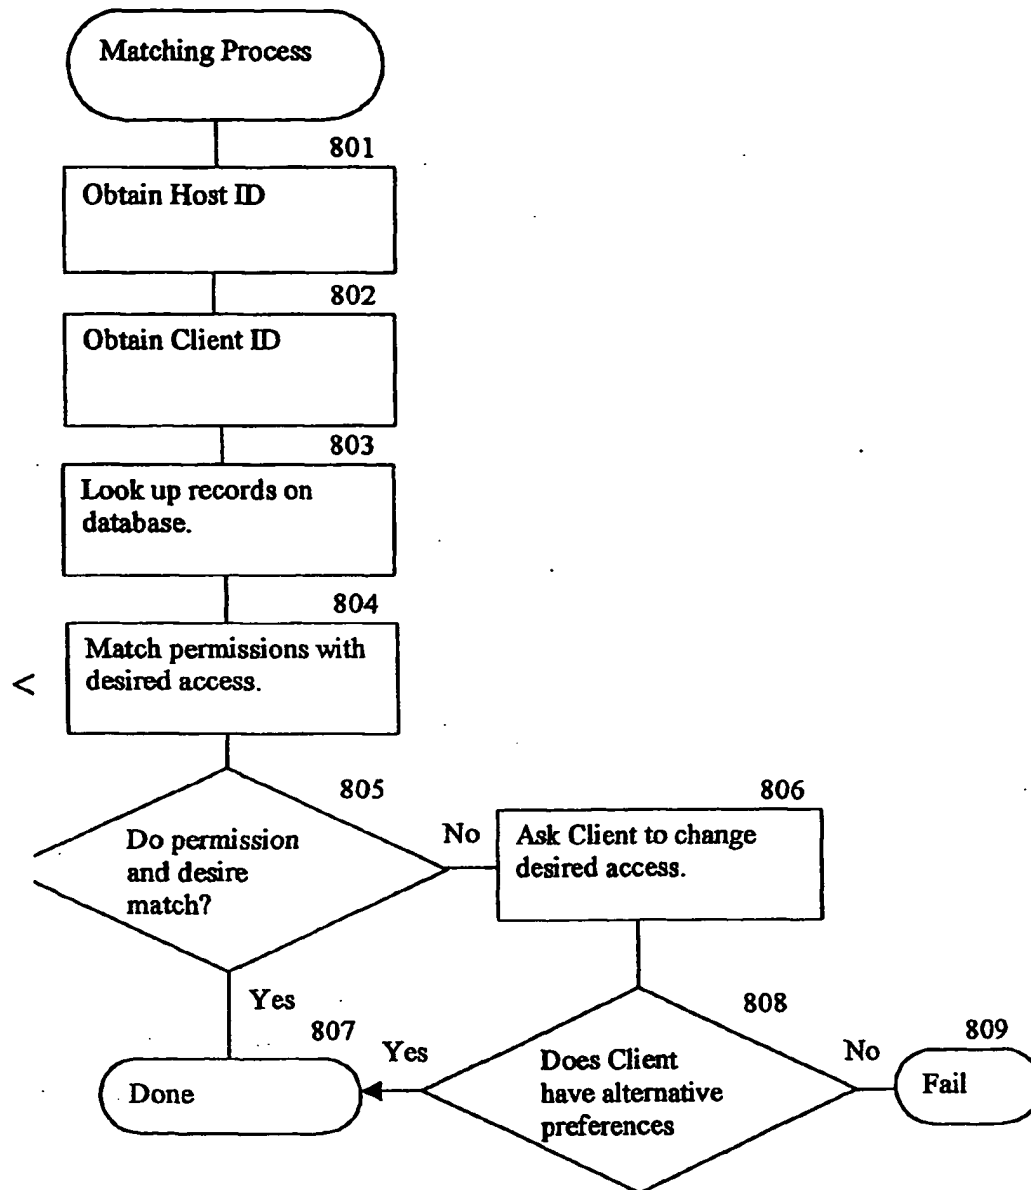 Matching Process
801
Obtain Host ID
802
Obtain Client ID
803
Look up records on
database.
804
Match permissions with
desired access.
<
805
Do permission
and desire
match?
No
806
Ask Client to change
desired access.
Yes
807
Done
Yes
808
Does Client
have alternative
preferences
No
809
Fail